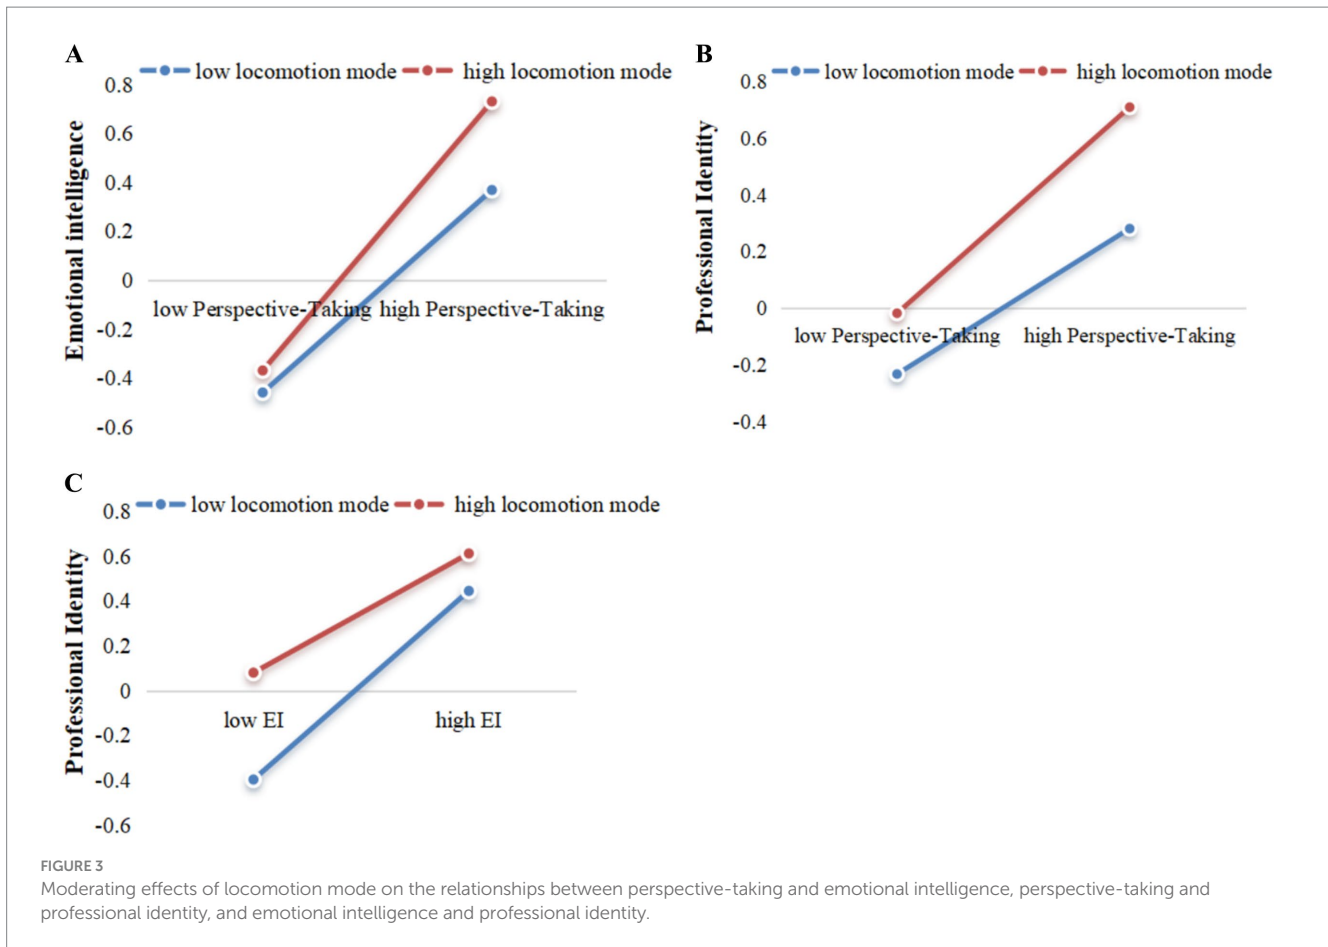 A
low locomotion mode high locomotion mode
0.8
0.6
0.4
0.2
0
-0.2
-0.4
-0.6
Emotional intelligence
low Perspective-Taking high Perspective-Taking
B
low locomotion mode high locomotion mode
0.8
0.6
0.4
0.2
0
-0.2
-0.4
Professional Identity
low Perspective-Taking high Perspective-Taking
C
low locomotion mode high locomotion mode
0.8
0.6
0.4
0.2
0
-0.2
-0.4
-0.6
Professional Identity
low EI high EI
FIGURE 3
Moderating effects of locomotion mode on the relationships between perspective-taking and emotional intelligence, perspective-taking and
professional identity, and emotional intelligence and professional identity.